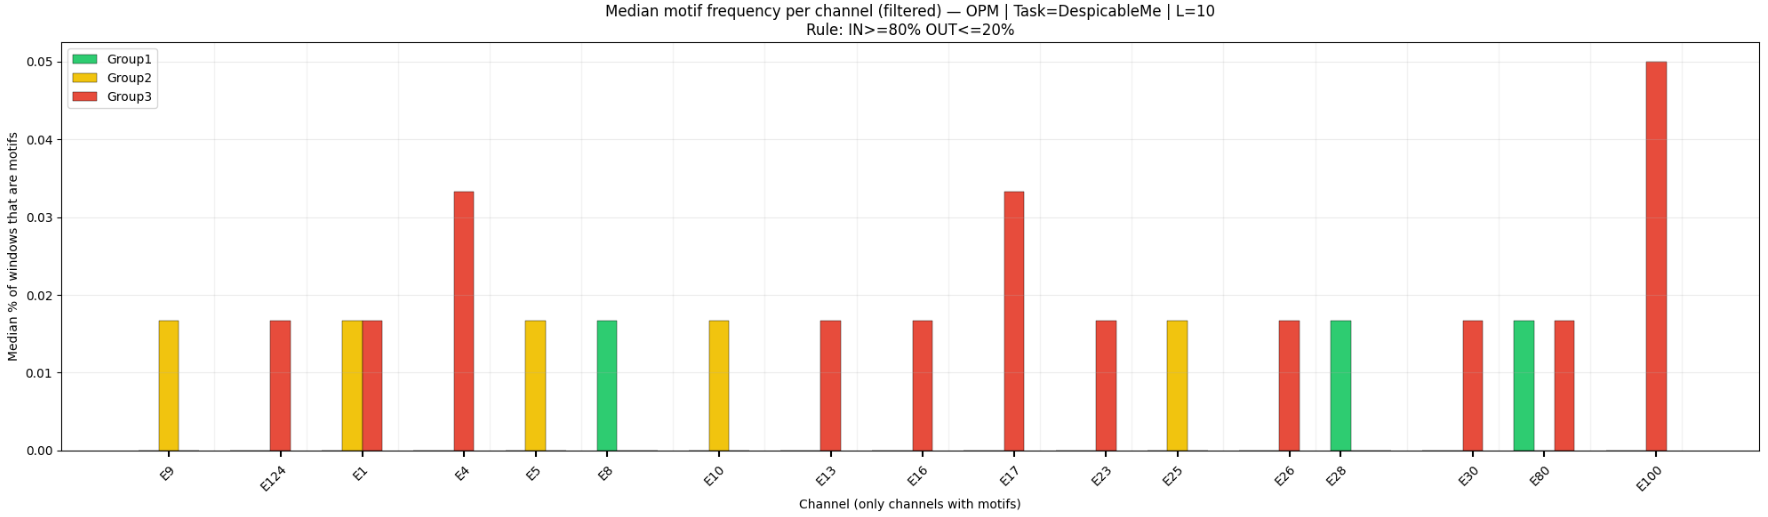 Median motif frequency per channel (filtered) — OPM | Task=DespicableMe | L=10
Rule: IN>=80% OUT<=20%
Group1
Group2
Group3
Median % of windows that are motifs
0.05
0.04
0.03
0.02
0.01
0.00
E9
E124
E1
E4
E5
E8
E10
E13
E16
E17
E23
E25
E26
E28
E30
E80
E100
Channel (only channels with motifs)